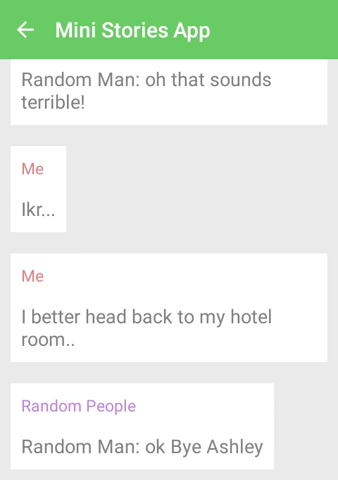 Mini Stories App
Random Man: oh that sounds
terrible!
Me
Ikr...
Me
I better head back to my hotel
room..
Random People
Random Man: ok Bye Ashley